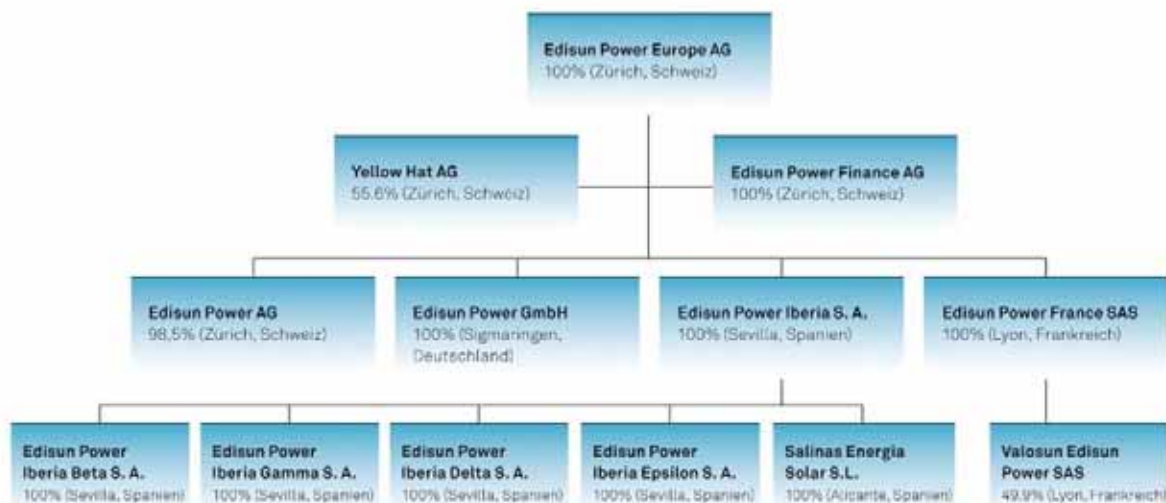 Edisun Power Europe AG
100% (Zürich, Schweiz)
Yellow Hat AG
55.6% (Zürich, Schweiz)
Edisun Power Finance AG
100% (Zürich, Schweiz)
Edisun Power AG
98,5% (Zürich, Schweiz)
Edisun Power GmbH
100% (Sigmaringen,
Deutschland)
Edisun Power Iberia S. A.
100% (Sevilla, Spanien)
Edisun Power France SAS
100% (Lyon, Frankreich)
Edisun Power
Iberia Beta S. A.
100% (Sevilla, Spanien)
Edisun Power
Iberia Gamma S. A.
100% (Sevilla, Spanien)
Edisun Power
Iberia Delta S. A.
100% (Sevilla, Spanien)
Edisun Power
Iberia Epsilon S. A.
100% (Sevilla, Spanien)
Salinas Energia
Solar S.L.
100% (Alicante, Spanien)
Valosun Edisun
Power SAS
49.9% (Lyon, Frankreich)